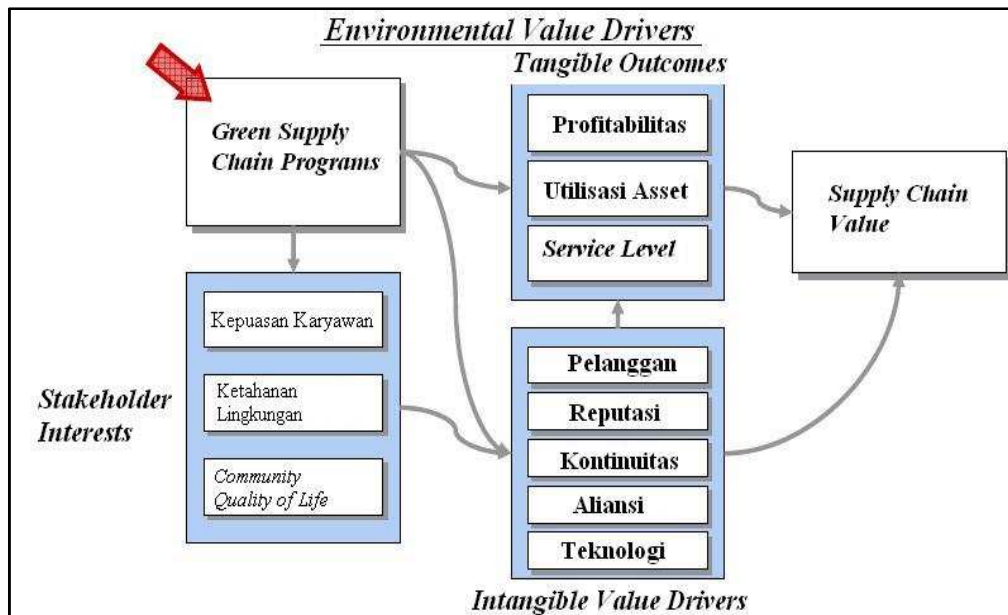 Environmental Value Drivers
Green Supply
Chain Programs
Tangible Outcomes
Profitabilitas
Utilisasi Asset
Service Level
Supply Chain
Value
Stakeholder
Interests
Kepuasan Karyawan
Ketahanan
Lingkungan
Community
Quality of Life
Pelanggan
Reputasi
Kontinuitas
Aliansi
Teknologi
Intangible Value Drivers